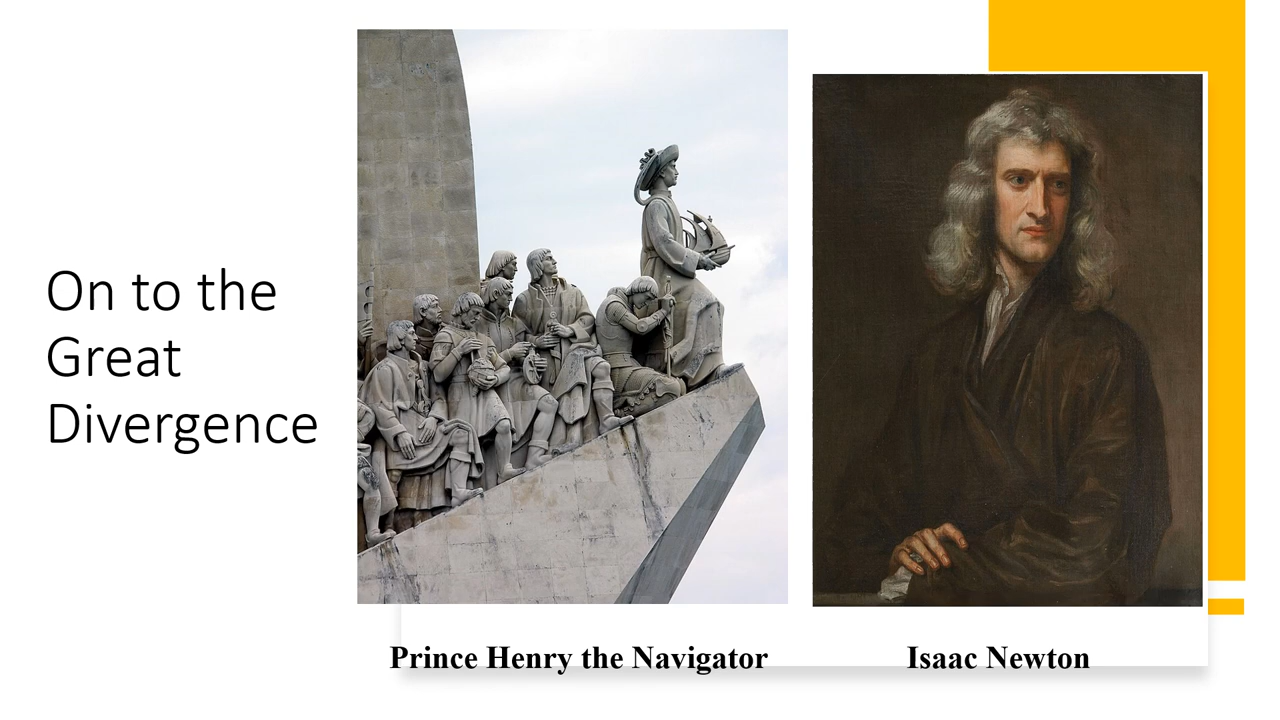 On to the
Great
Divergence
Prince Henry the Navigator
Isaac Newton